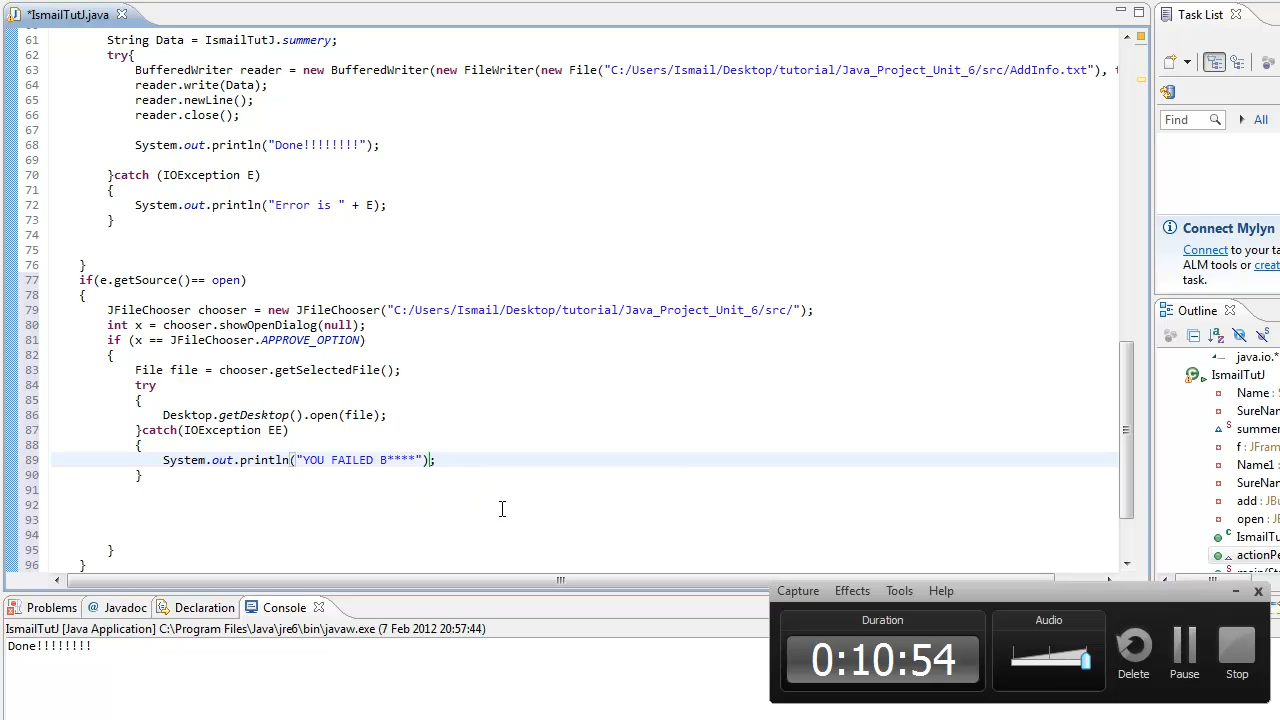 *IsmailTutJ.java
Task List
61 String Data = IsmailTutJ.summery;
62 try{
63 BufferedWriter reader = new BufferedWriter(new FileWriter(new File("C:/Users/Ismail/Desktop/tutorial/Java_Project_Unit_6/src/AddInfo.txt"), t
64 reader.write(Data);
65 reader.newLine();
66 reader.close();
67
68 System.out.println("Done!!!!!!!!");
69
70 }catch (IOException E)
71 {
72 System.out.println("Error is " + E);
73 }
74
75
76 }
77 if(e.getSource()== open)
78 {
79 JFileChooser chooser = new JFileChooser("C:/Users/Ismail/Desktop/tutorial/Java_Project_Unit_6/src/");
80 int x = chooser.showOpenDialog(null);
81 if (x == JFileChooser.APPROVE_OPTION)
82 {
83 File file = chooser.getSelectedFile();
84 try
85 {
86 Desktop.getDesktop().open(file);
87 }catch(IOException EE)
88 {
89 System.out.println("YOU FAILED B****");
90 }
91
92
93
94
95 }
96 }
Find
All
Connect Mylyn
Connect to your ta
ALM tools or creat
task.
Outline
java.io.*
IsmailTutJ
Name : S
SureNam
summer
f : JFram
Name1 :
SureNam
add : JBu
open : JB
IsmailTu
actionPe
Problems
Javadoc
Declaration
Console
IsmailTutJ [Java Application] C:\Program Files\Java\jre6\bin\javaw.exe (7 Feb 2012 20:57:44)
Done!!!!!!!!
Capture
Effects
Tools
Help
Duration
0:10:54
Audio
Delete
Pause
Stop